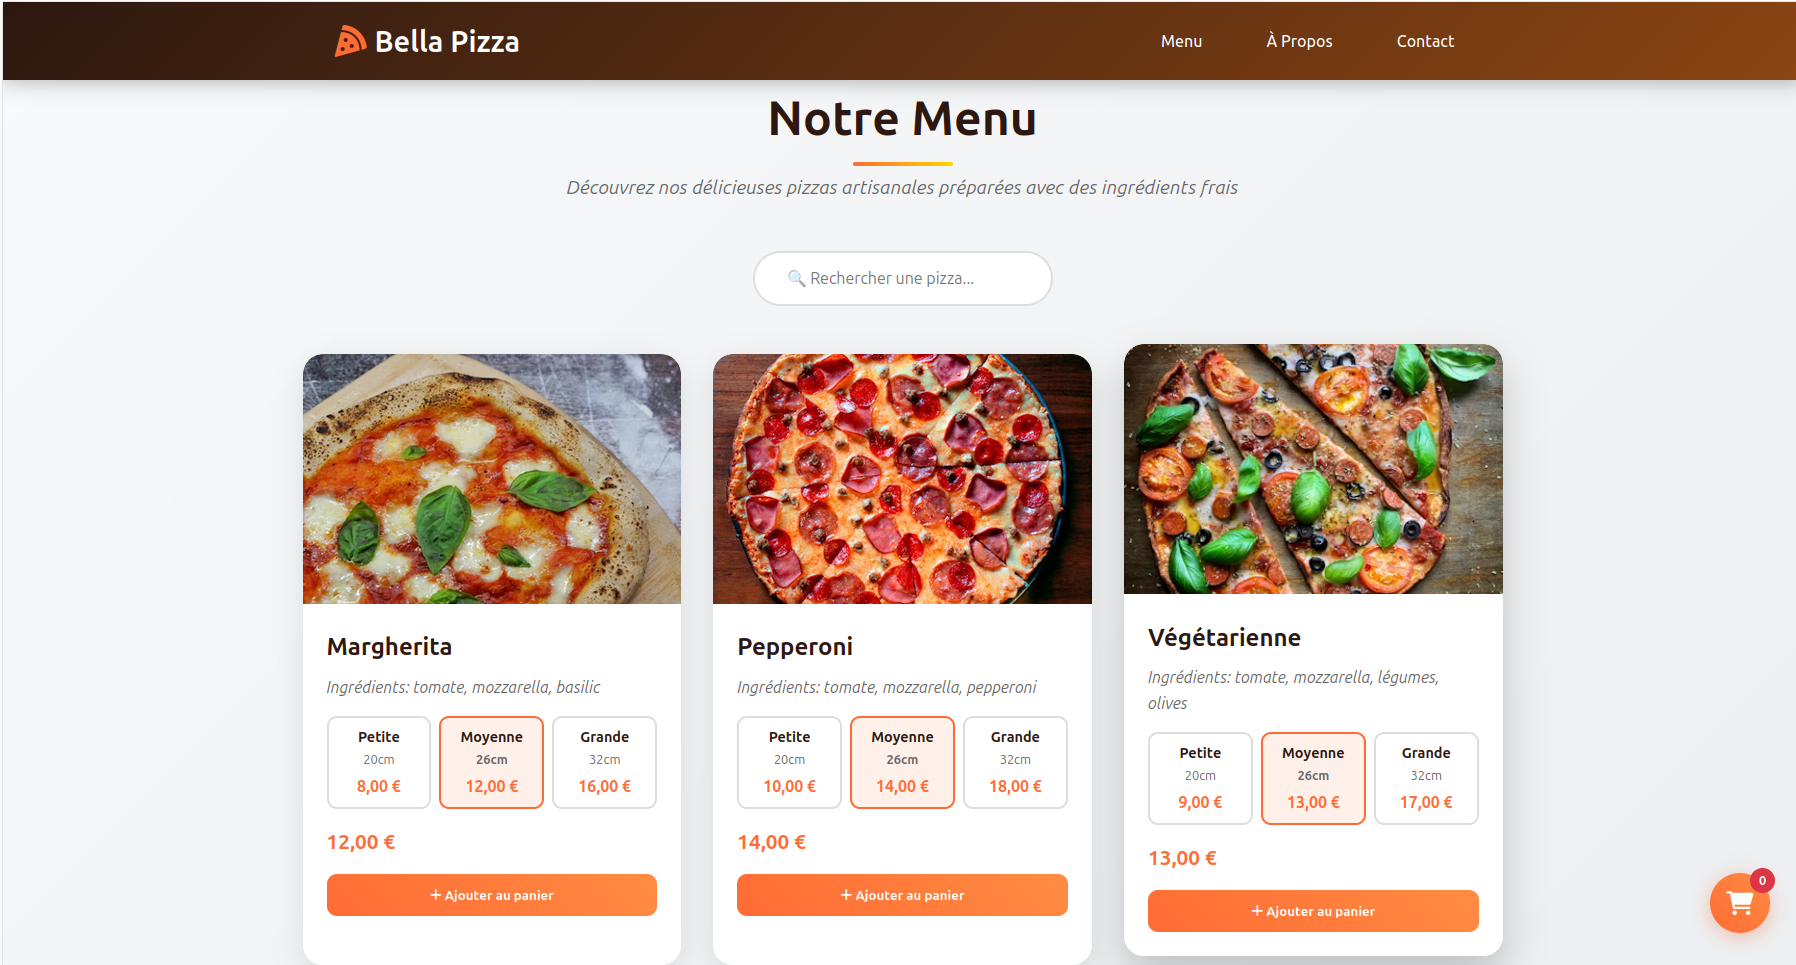 Bella Pizza
Menu
À Propos
Contact
Notre Menu
Découvrez nos délicieuses pizzas artisanales préparées avec des ingrédients frais
🔍 Rechercher une pizza...
Margherita
Ingrédients: tomate, mozzarella, basilic
Petite
20cm
8,00 €
Moyenne
26cm
12,00 €
Grande
32cm
16,00 €
12,00 €
+ Ajouter au panier
Pepperoni
Ingrédients: tomate, mozzarella, pepperoni
Petite
20cm
10,00 €
Moyenne
26cm
14,00 €
Grande
32cm
18,00 €
14,00 €
+ Ajouter au panier
Végétarienne
Ingrédients: tomate, mozzarella, légumes,
olives
Petite
20cm
9,00 €
Moyenne
26cm
13,00 €
Grande
32cm
17,00 €
13,00 €
+ Ajouter au panier
0